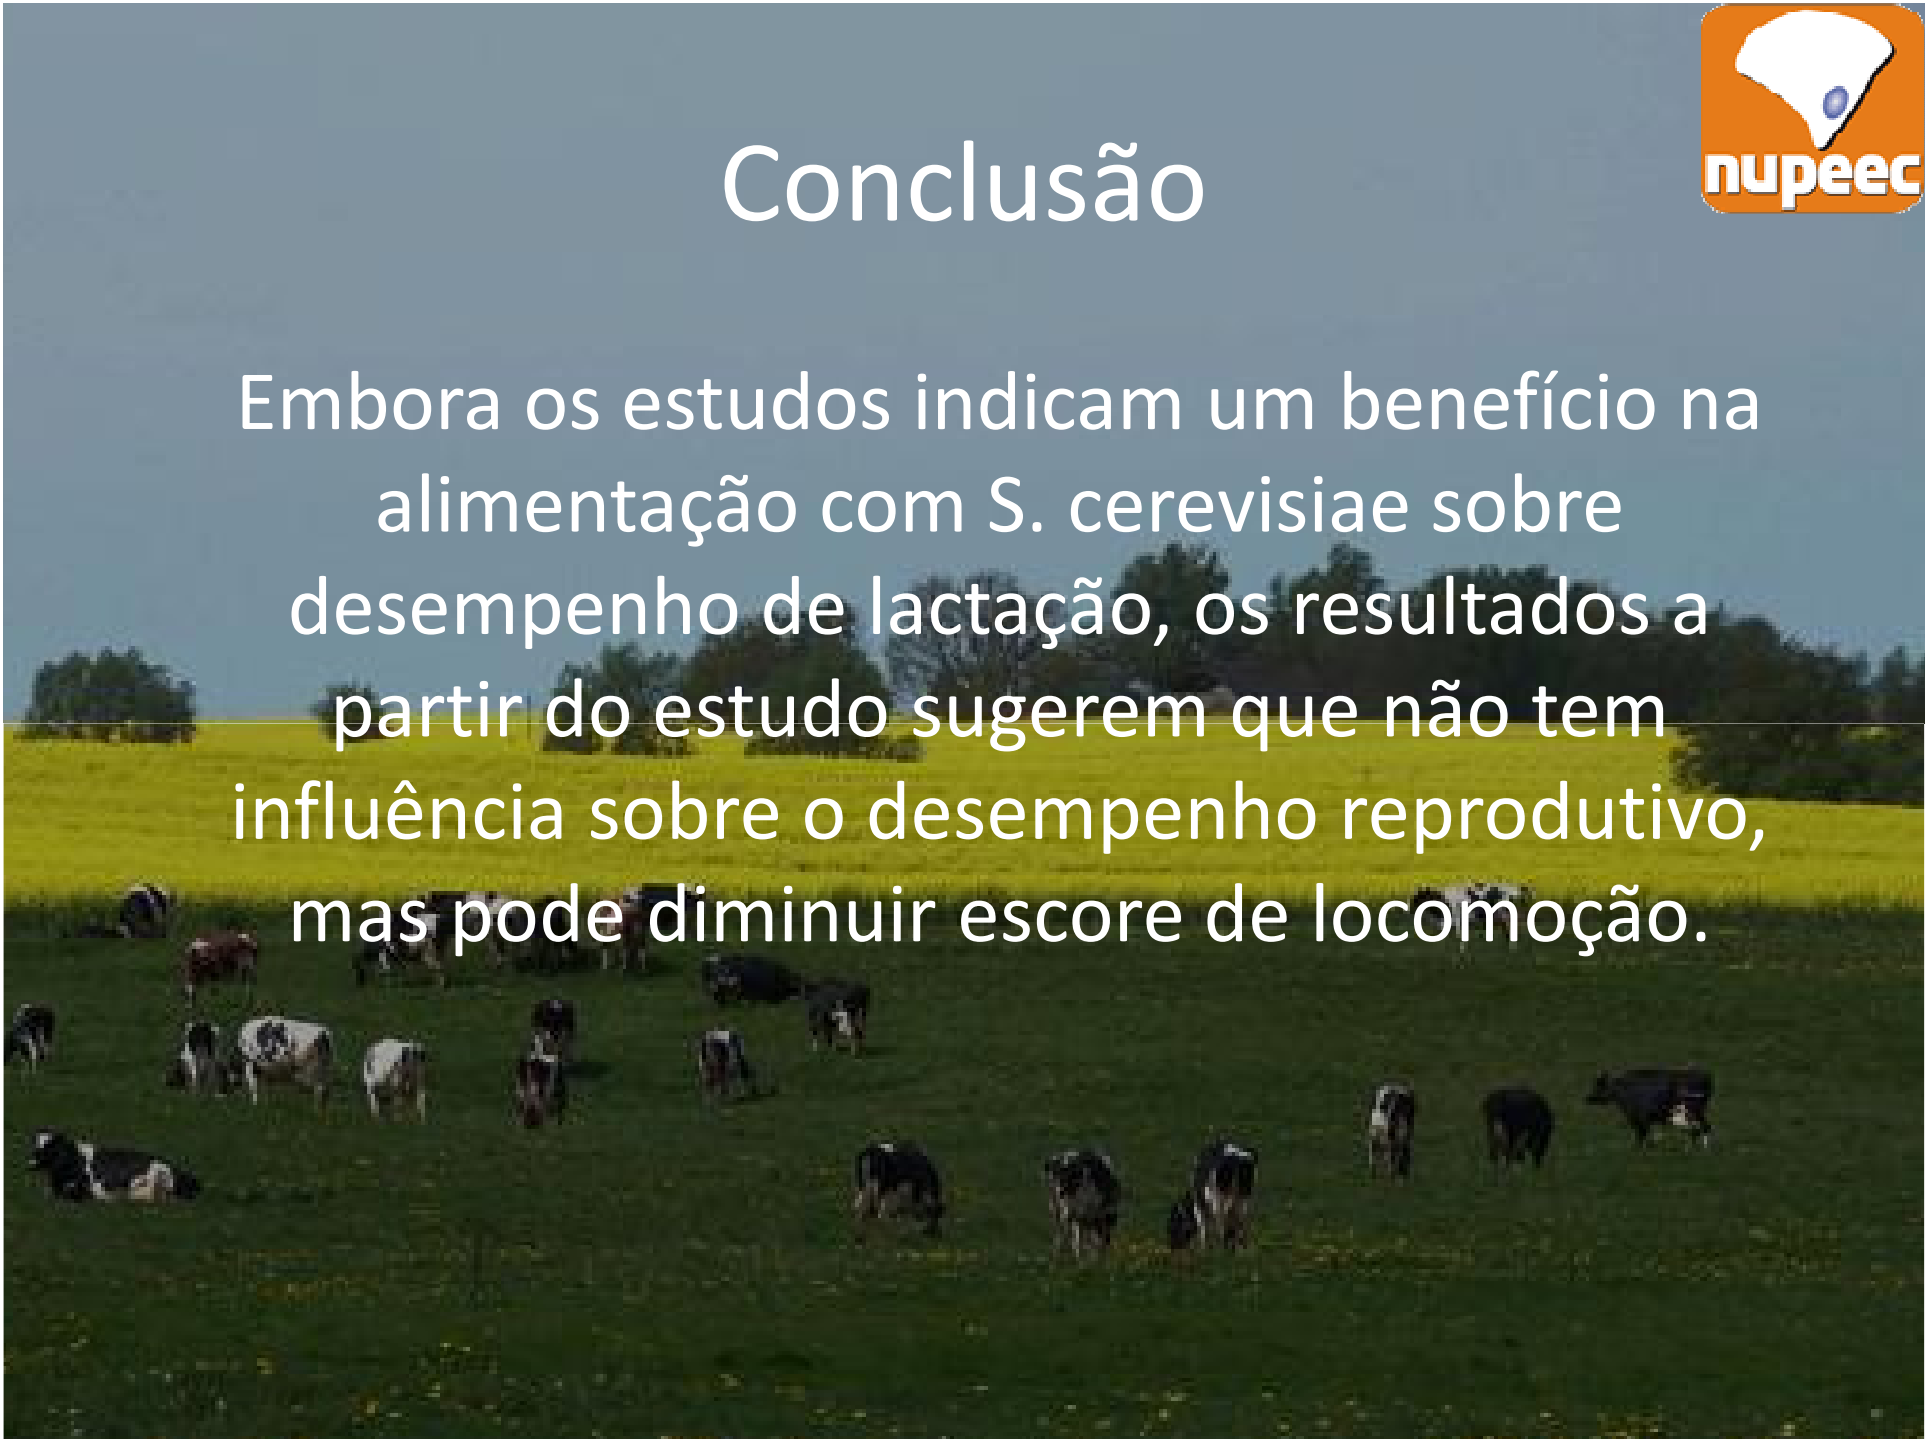 nupeec
Conclusão
Embora os estudos indicam um benefício na
alimentação com S. cerevisiae sobre
desempenho de lactação, os resultados a
partir do estudo sugerem que não tem
influência sobre o desempenho reprodutivo,
mas pode diminuir escore de locomoção.